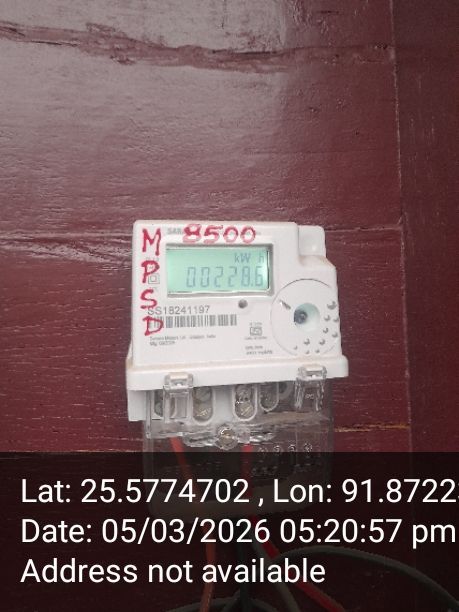 8500
MPSD
kW h
00228.6
SS18241197
Lat: 25.5774702 , Lon: 91.8722
Date: 05/03/2026 05:20:57 pm
Address not available